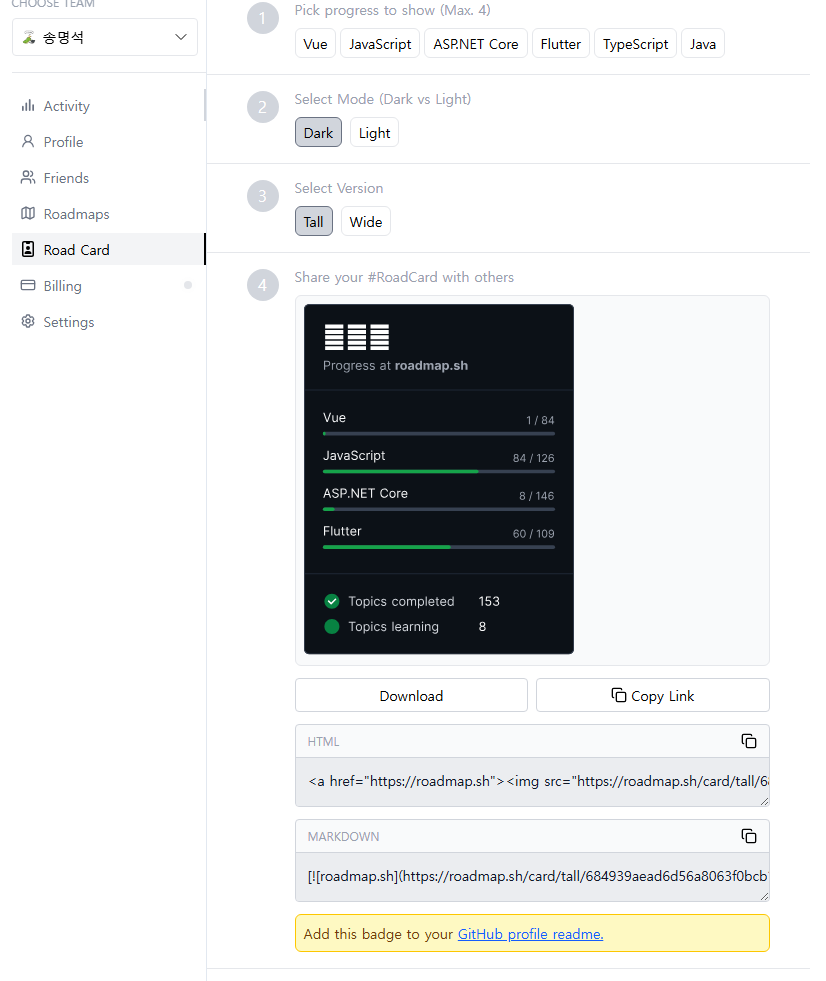 CHOOSE TEAM
송명석
Activity
Profile
Friends
Roadmaps
Road Card
Billing
Settings
1
Pick progress to show (Max. 4)
Vue JavaScript ASP.NET Core Flutter TypeScript Java
2
Select Mode (Dark vs Light)
Dark Light
3
Select Version
Tall Wide
4
Share your #RoadCard with others
Progress at roadmap.sh
Vue 1 / 84
JavaScript 84 / 126
ASP.NET Core 8 / 146
Flutter 60 / 109
Topics completed 153
Topics learning 8
Download Copy Link
HTML
<a href="https://roadmap.sh"><img src="https://roadmap.sh/card/tall/68
MARKDOWN
[![roadmap.sh](https://roadmap.sh/card/tall/684939aead6d56a8063f0bcb
Add this badge to your GitHub profile readme.